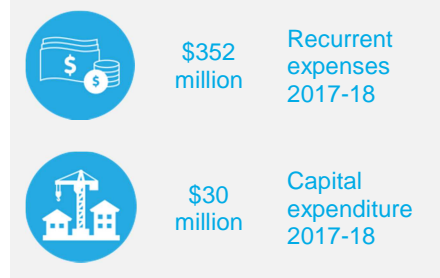 $352
million
Recurrent
expenses
2017-18
$
$
$30
million
Capital
expenditure
2017-18